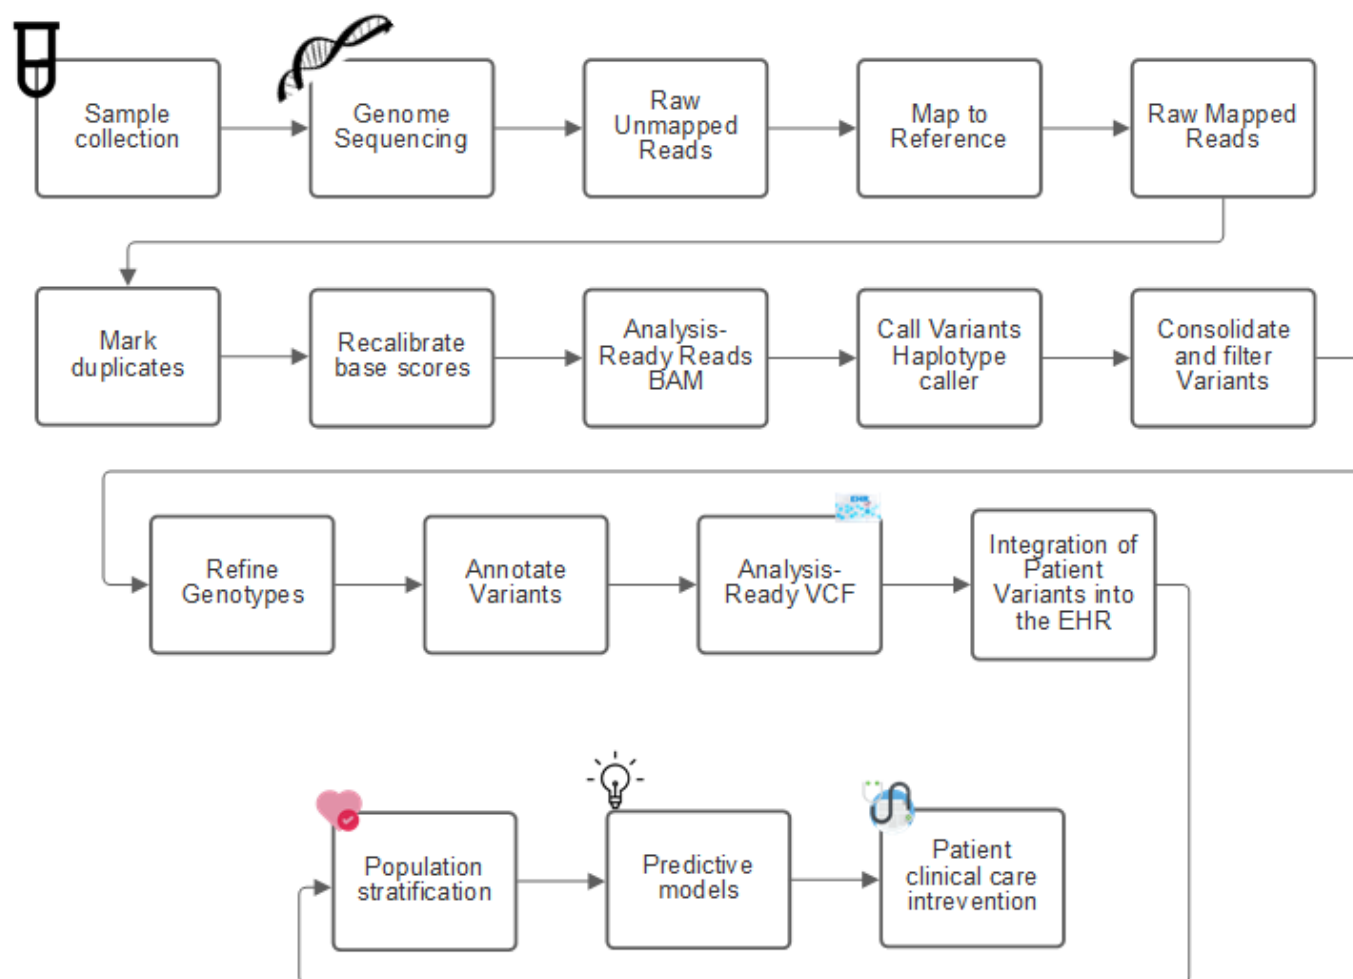 Sample
collection
Genome
Sequencing
Raw
Unmapped
Reads
Map to
Reference
Raw Mapped
Reads
Mark
duplicates
Recalibrate
base scores
Analysis-
Ready Reads
BAM
Call Variants
Haplotype
caller
Consolidate
and filter
Variants
Refine
Genotypes
Annotate
Variants
EHR
Analysis-
Ready VCF
Integration of
Patient
Variants into
the EHR
Population
stratification
Predictive
models
Patient
clinical care
intrevention